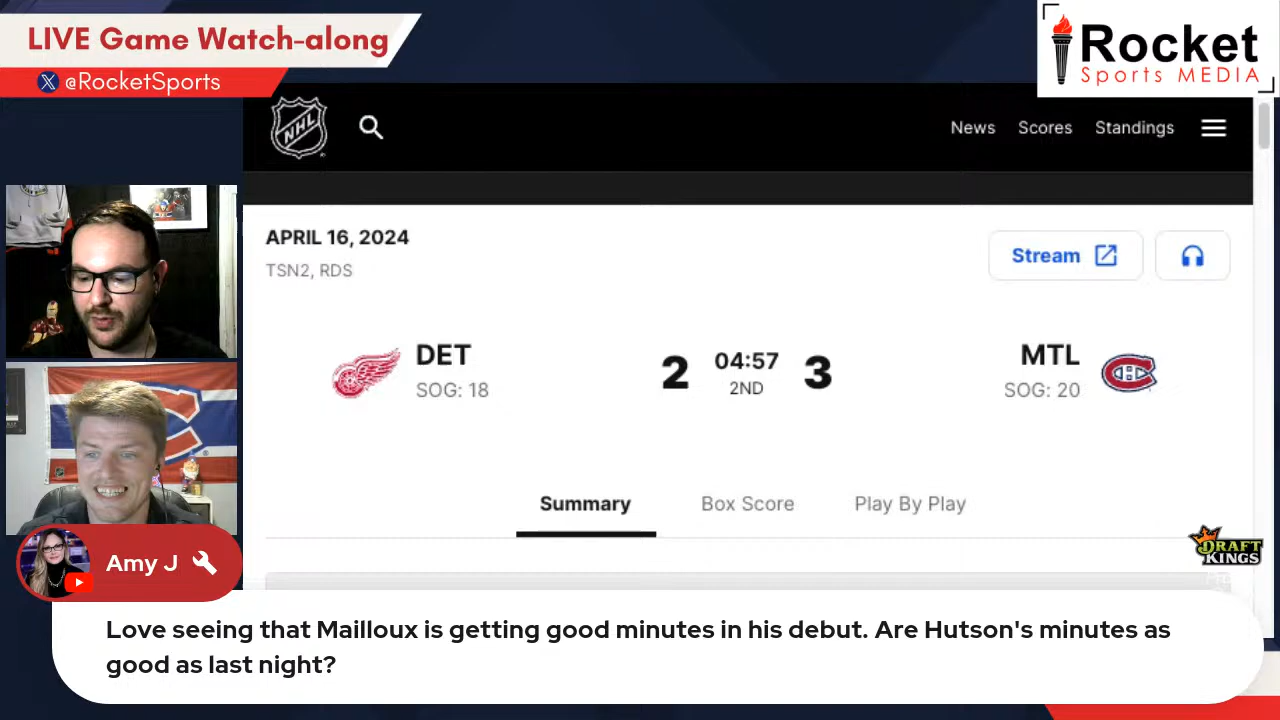 LIVE Game Watch-along
@RocketSports
Rocket
Sports MEDIA
NHL
News Scores Standings
APRIL 16, 2024
TSN2, RDS
Stream
DET
SOG: 18
2
04:57
2ND
3
MTL
SOG: 20
Summary Box Score Play By Play
DRAFT
KINGS
Amy J
Love seeing that Mailloux is getting good minutes in his debut. Are Hutson's minutes as
good as last night?